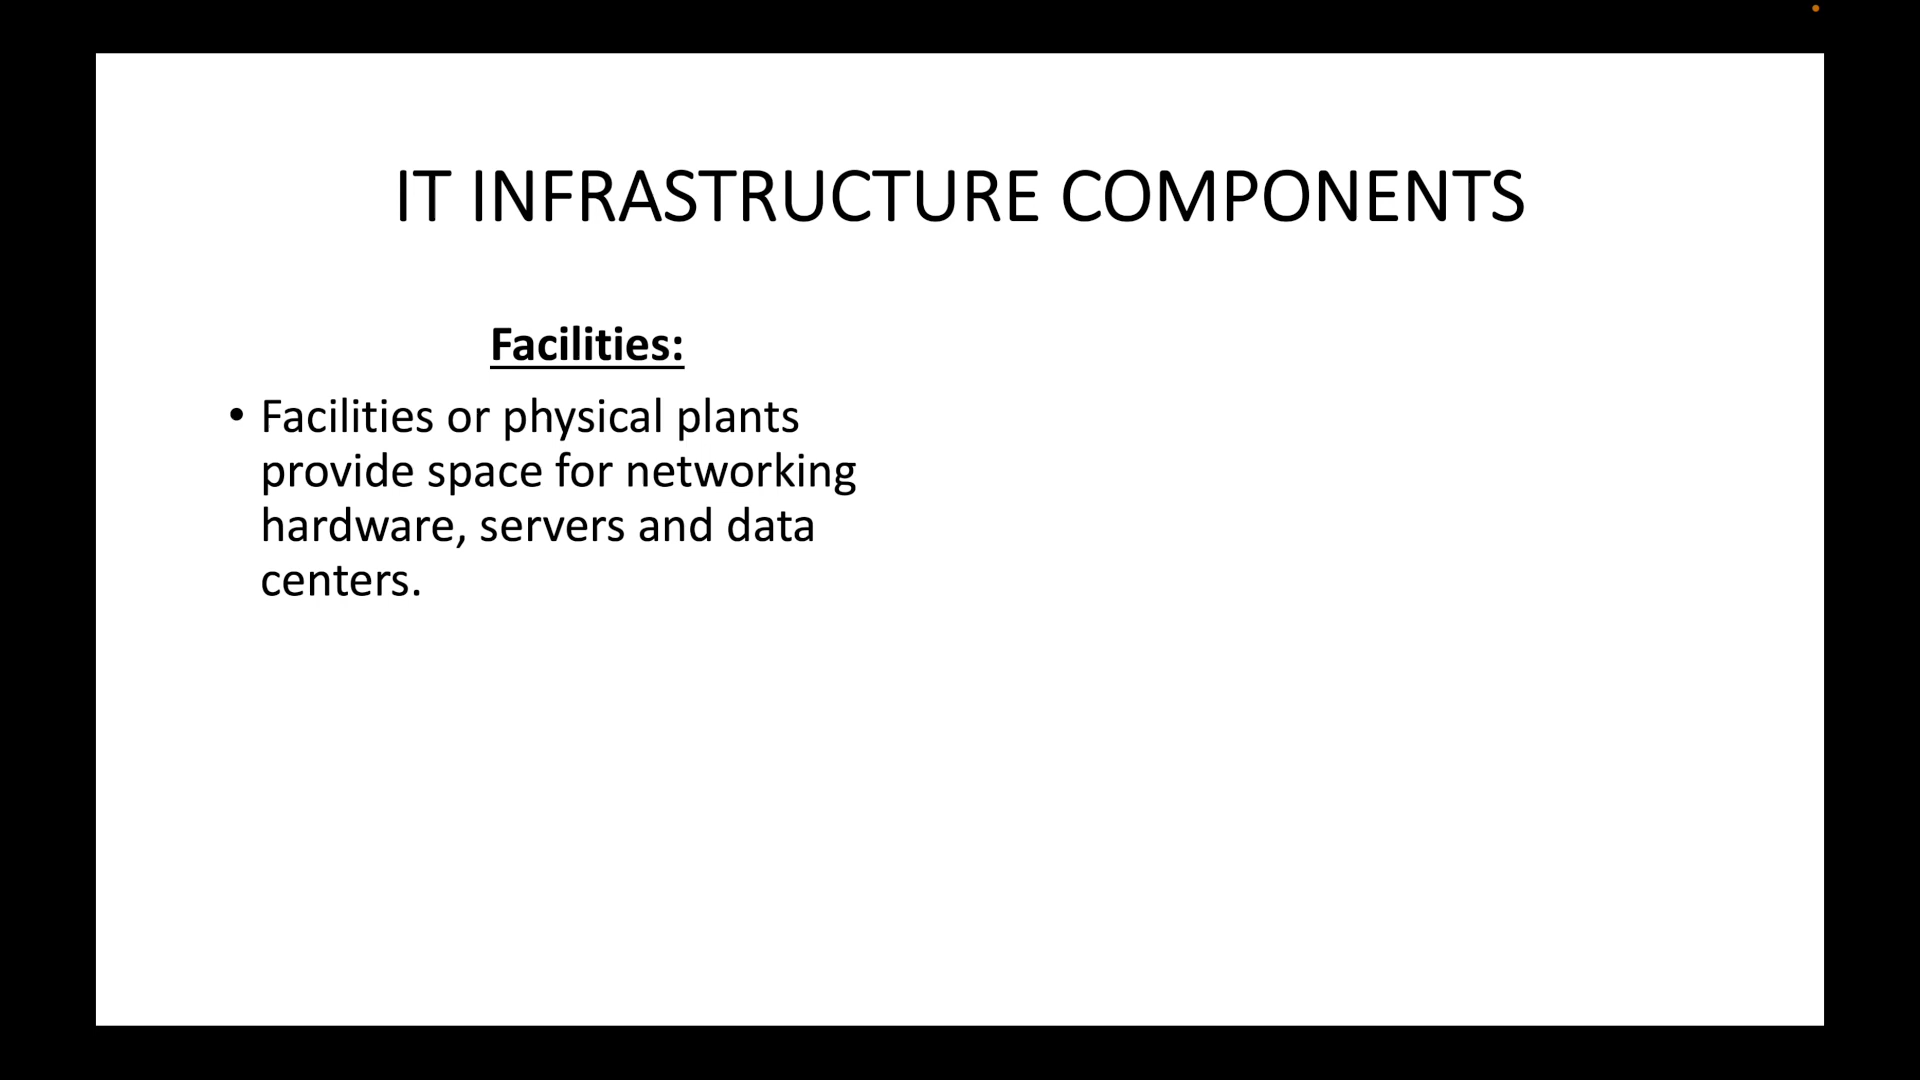 IT INFRASTRUCTURE COMPONENTS
Facilities:
• Facilities or physical plants
provide space for networking
hardware, servers and data
centers.